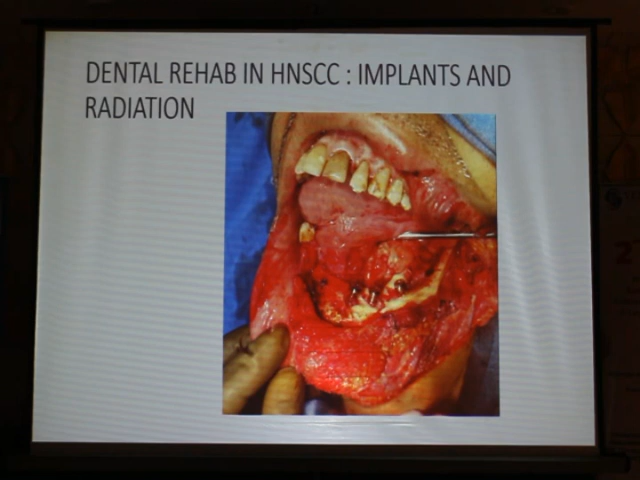 DENTAL REHAB IN HNSCC : IMPLANTS AND
RADIATION